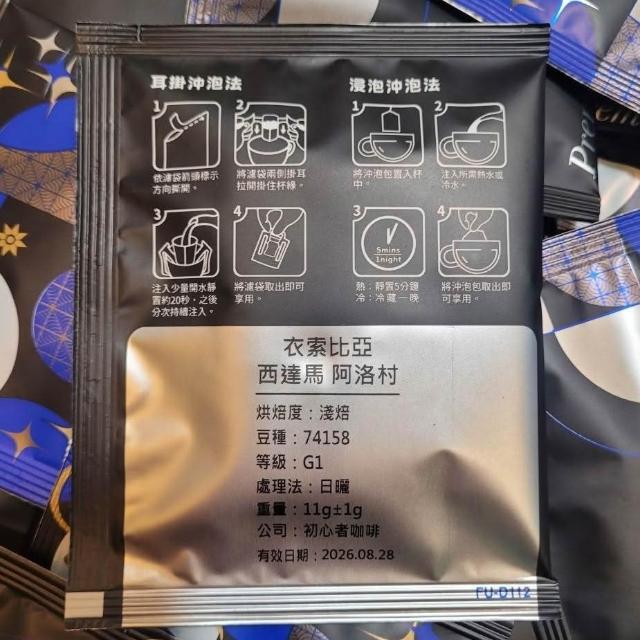 耳掛沖泡法
1
依濾袋箭頭標示
方向撕開。
2
將濾袋兩側掛耳
拉開掛住杯緣。
3
注入少量開水靜
置約20秒,之後
分次持續注入。
4
將濾袋取出即可
享用。
浸泡沖泡法
1
將沖泡包置入杯
中。
2
注入所需熱水或
冷水。
3
5mins
1night
熱:靜置5分鐘
冷:冷藏一晚
4
將沖泡包取出即
可享用。
衣索比亞
西達馬 阿洛村
烘焙度:淺焙
豆種:74158
等級:G1
處理法:日曬
重量:11g±1g
公司:初心者咖啡
有效日期:2026.08.28
FU-D112
Pre